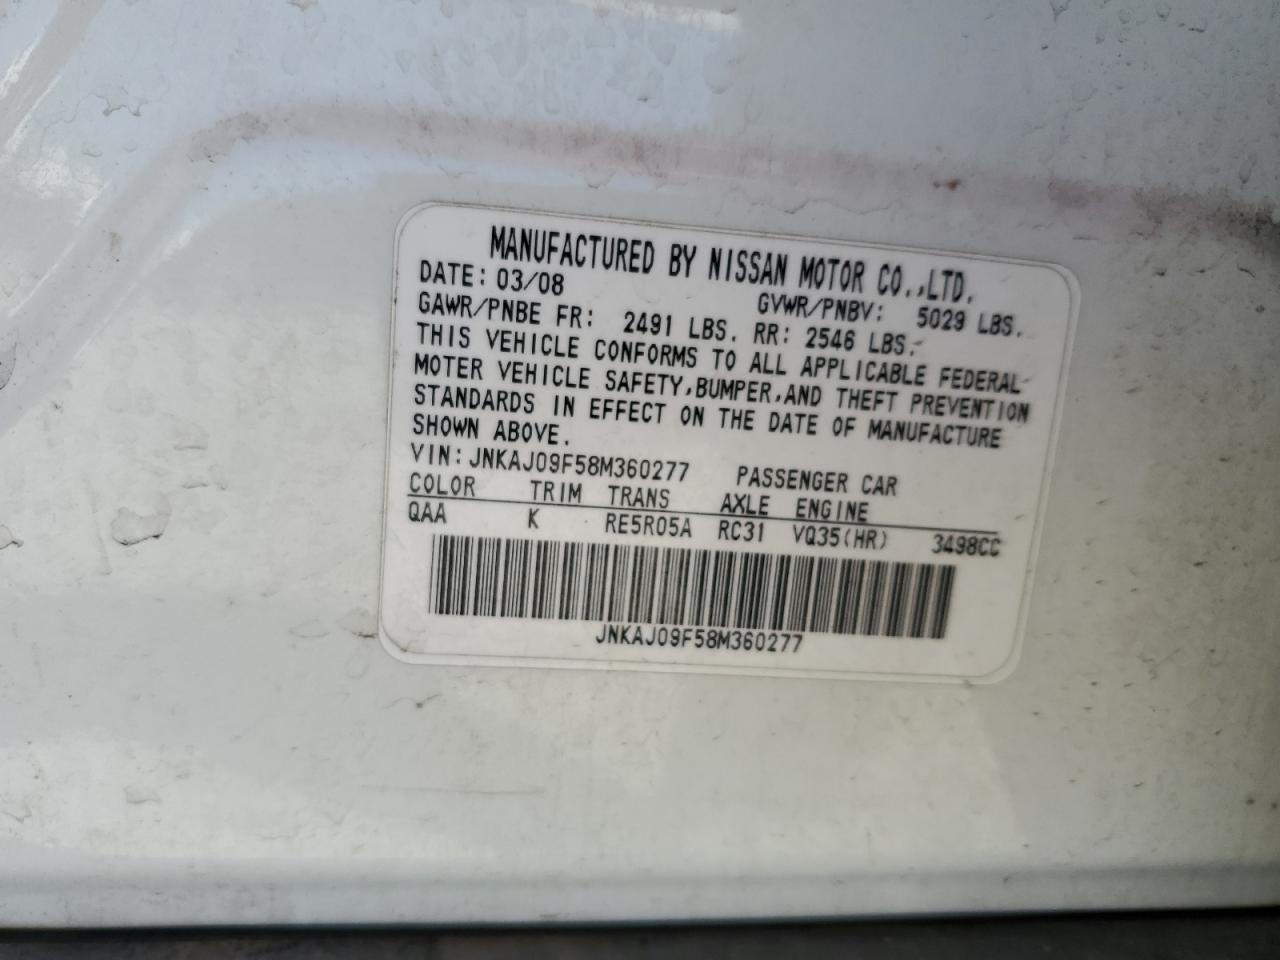 MANUFACTURED BY NISSAN MOTOR CO.,LTD.
DATE: 03/08 GVWR/PNBV: 5029 LBS.
GAWR/PNBE FR: 2491 LBS. RR: 2546 LBS.
THIS VEHICLE CONFORMS TO ALL APPLICABLE FEDERAL
MOTER VEHICLE SAFETY,BUMPER,AND THEFT PREVENTION
STANDARDS IN EFFECT ON THE DATE OF MANUFACTURE
SHOWN ABOVE.
VIN: JNKAJ09F58M360277 PASSENGER CAR
COLOR TRIM TRANS AXLE ENGINE
QAA K RE5R05A RC31 VQ35(HR) 3498CC
JNKAJ09F58M360277